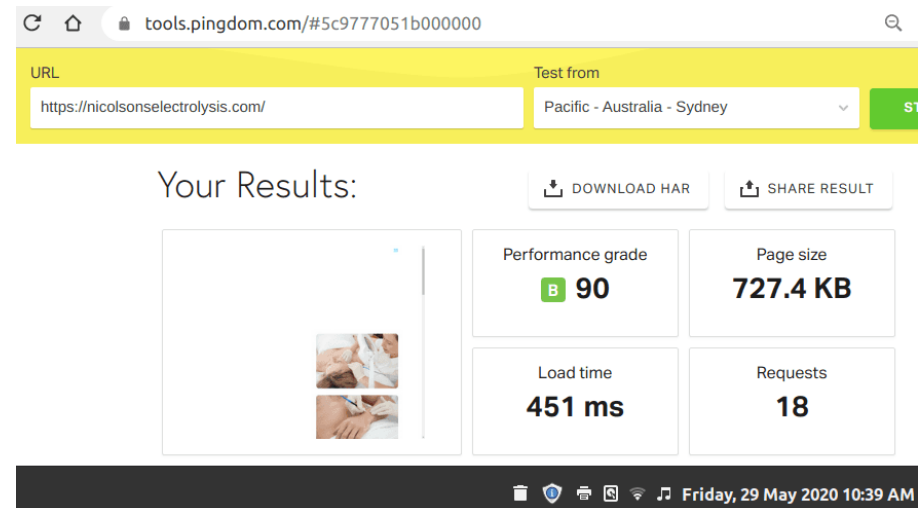 tools.pingdom.com/#5c9777051b000000
URL
Test from
https://nicolsonselectrolysis.com/
Pacific - Australia - Sydney
ST
Your Results:
DOWNLOAD HAR
SHARE RESULT
Performance grade
Page size
B 90
727.4 KB
Load time
Requests
451 ms
18
Friday, 29 May 2020 10:39 AM